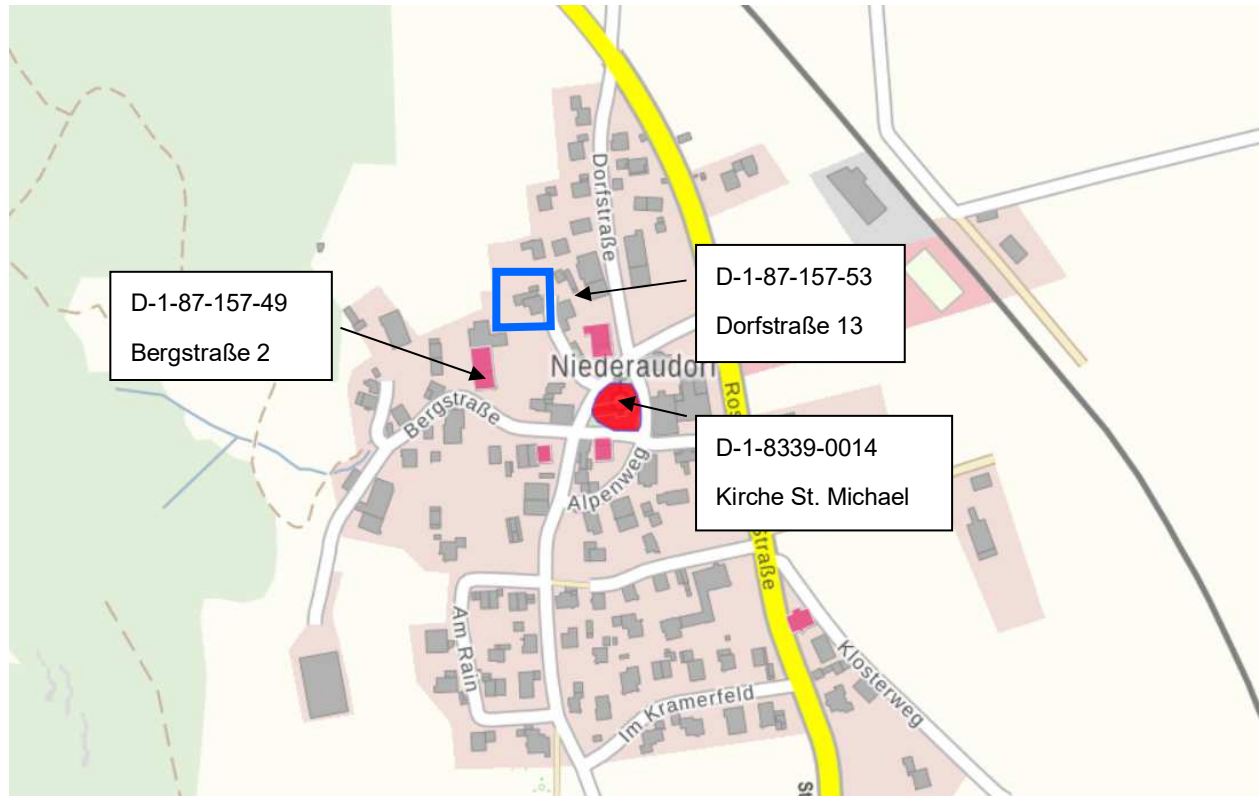 Dorfstraße
D-1-87-157-49
Bergstraße 2
D-1-87-157-53
Dorfstraße 13
Niederaudorf
Ros
Bergstraße
D-1-8339-0014
Kirche St. Michael
Alpenweg
Straße
Am Rain
Klosterweg
Im Kramerfeld
St